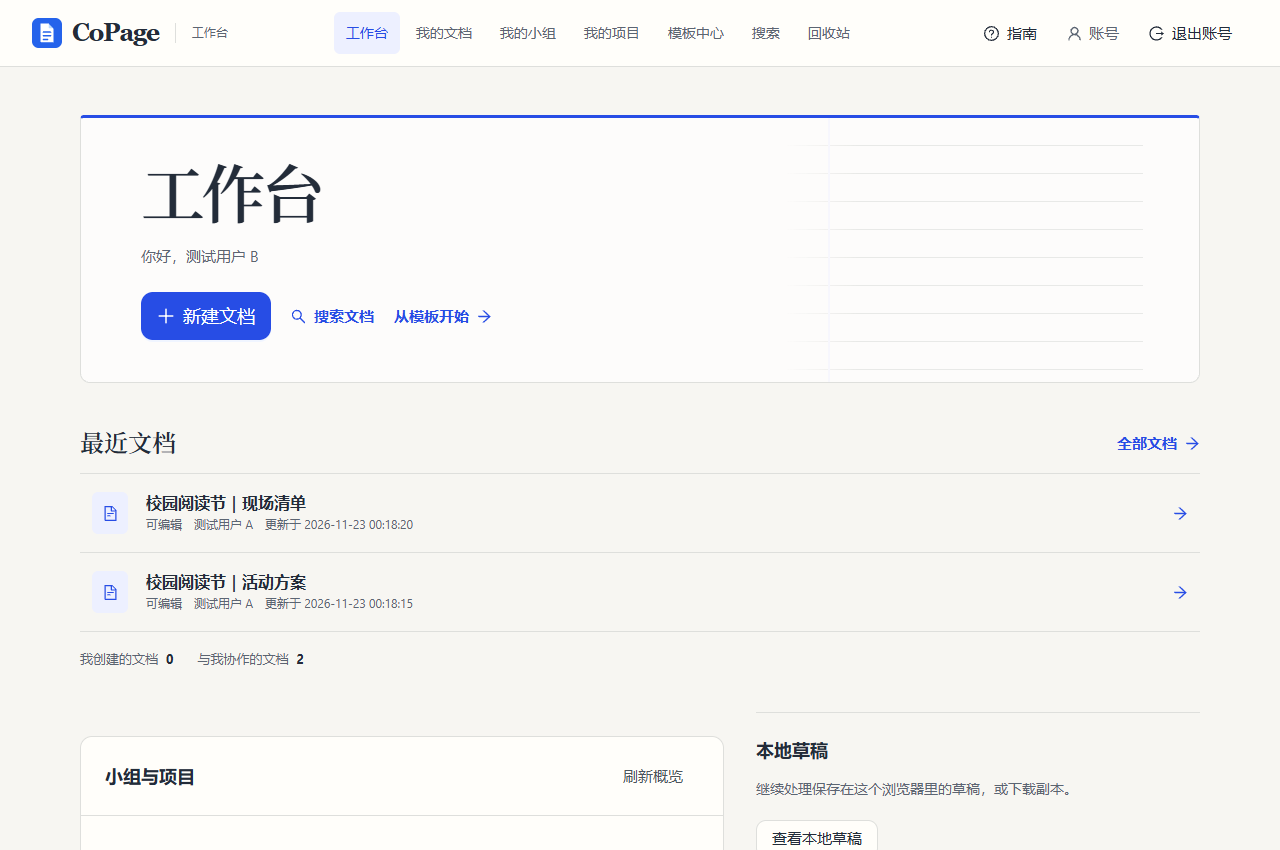 CoPage 工作台 工作台 我的文档 我的小组 我的项目 模板中心 搜索 回收站 指南 账号 退出账号
工作台
你好，测试用户 B
新建文档 搜索文档 从模板开始
最近文档 全部文档
校园阅读节｜现场清单
可编辑 测试用户 A 更新于 2026-11-23 00:18:20
校园阅读节｜活动方案
可编辑 测试用户 A 更新于 2026-11-23 00:18:15
我创建的文档 0 与我协作的文档 2
小组与项目 刷新概览
本地草稿
继续处理保存在这个浏览器里的草稿，或下载副本。
查看本地草稿